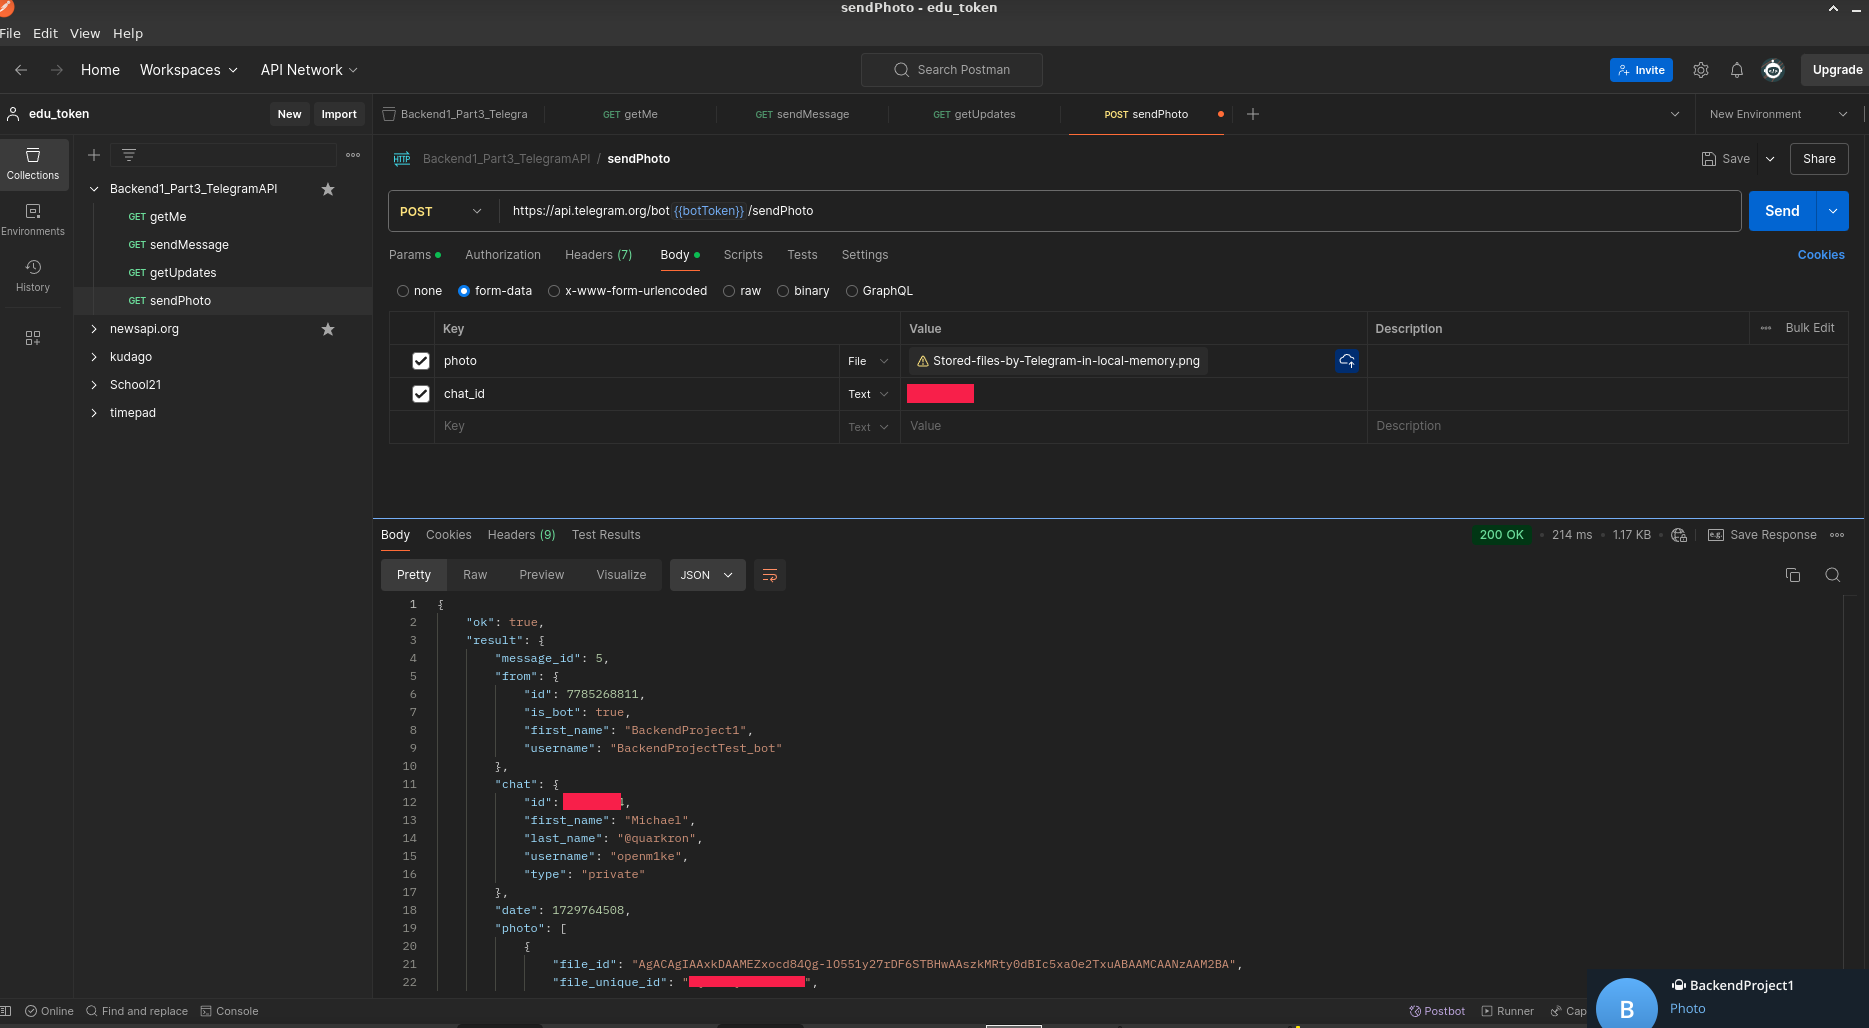 sendPhoto - edu_token
File Edit View Help
Home Workspaces API Network Search Postman Invite Upgrade
edu_token New Import Backend1_Part3_Telegra GET getMe GET sendMessage GET getUpdates POST sendPhoto New Environment
Collections
Environments
History
Backend1_Part3_TelegramAPI
GET getMe
GET sendMessage
GET getUpdates
GET sendPhoto
newsapi.org
kudago
School21
timepad
HTTP Backend1_Part3_TelegramAPI / sendPhoto Save Share
POST https://api.telegram.org/bot {{botToken}} /sendPhoto Send
Params Authorization Headers (7) Body Scripts Tests Settings Cookies
none form-data x-www-form-urlencoded raw binary GraphQL
Key Value Description Bulk Edit
photo File Stored-files-by-Telegram-in-local-memory.png
chat_id Text
Key Text Value Description
Body Cookies Headers (9) Test Results 200 OK 214 ms 1.17 KB e.g. Save Response
Pretty Raw Preview Visualize JSON
1 {
2 "ok": true,
3 "result": {
4 "message_id": 5,
5 "from": {
6 "id": 7785268811,
7 "is_bot": true,
8 "first_name": "BackendProject1",
9 "username": "BackendProjectTest_bot"
10 },
11 "chat": {
12 "id": ,
13 "first_name": "Michael",
14 "last_name": "@quarkron",
15 "username": "openm1ke",
16 "type": "private"
17 },
18 "date": 1729764508,
19 "photo": [
20 {
21 "file_id": "AgACAgIAAxkDAAMEZxocd84Qg-lO551y27rDF6STBHwAAszkMRty0dBIc5xaOe2TxuABAAMCAANzAAM2BA",
22 "file_unique_id": " ",
Online Find and replace Console Postbot Runner Cap
B BackendProject1
Photo